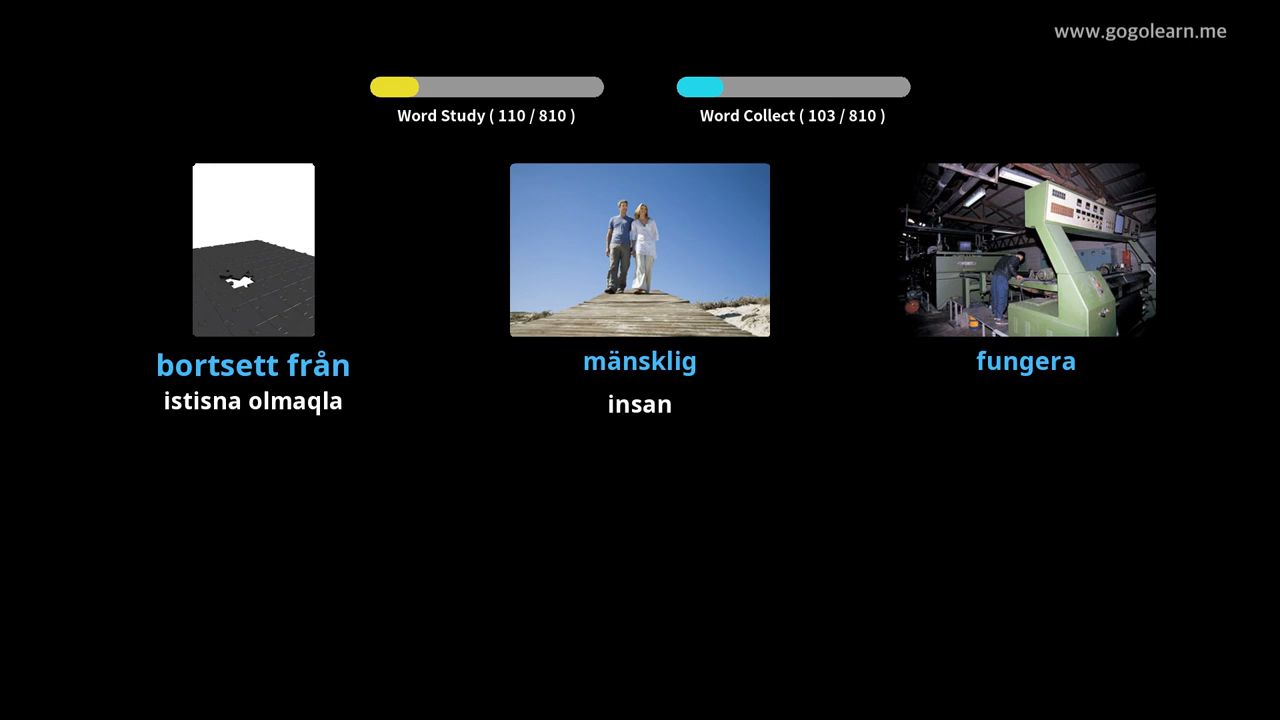 www.gogolearn.me
Word Study ( 110 / 810 )
Word Collect ( 103 / 810 )
bortsett från
istisna olmaqla
mänsklig
insan
fungera